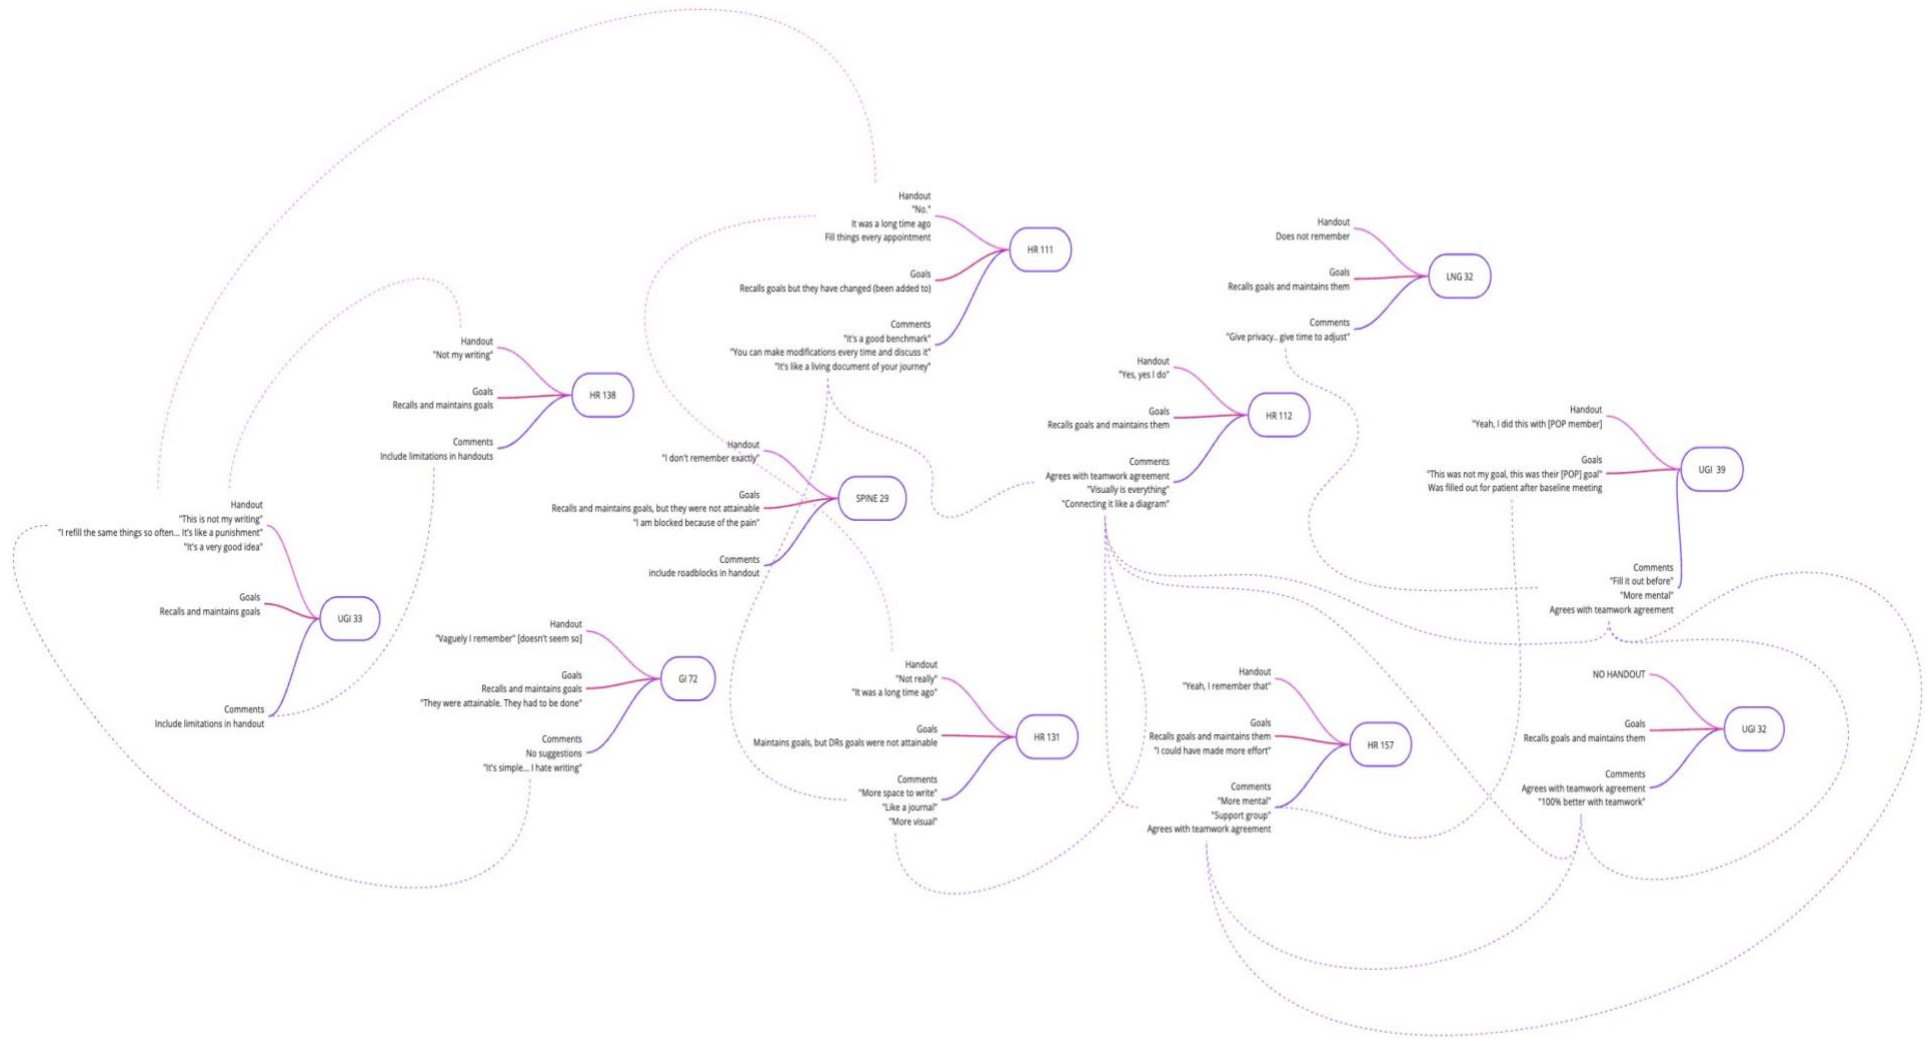 Handout
"No."
It was a long time ago
Fill things every appointment
HR 111
Goals
Recalls goals but they have changed (been added to)
Comments
"It's a good benchmark"
"You can make modifications every time and discuss it"
"It's like a living document of your journey"
Handout
Does not remember
LNG 32
Goals
Recalls goals and maintains them
Comments
"Give privacy.. give time to adjust"
Handout
"Not my writing"
HR 138
Goals
Recalls and maintains goals
Comments
Include limitations in handouts
Handout
"Yes, yes I do"
HR 112
Goals
Recalls goals and maintains them
Comments
Agrees with teamwork agreement
"Visually is everything"
"Connecting it like a diagram"
Handout
"Yeah, I did this with [POP member]
UGI 39
Goals
"This was not my goal, this was their [POP] goal"
Was filled out for patient after baseline meeting
Comments
"Fill it out before"
"More mental"
Agrees with teamwork agreement
Handout
"I don't remember exactly"
SPINE 29
Goals
Recalls and maintains goals, but they were not attainable
"I am blocked because of the pain"
Comments
include roadblocks in handout
Handout
"This is not my writing"
"I refill the same things so often... It's like a punishment"
"It's a very good idea"
UGI 33
Goals
Recalls and maintains goals
Comments
Include limitations in handout
Handout
"Vaguely I remember" [doesn't seem so]
GI 72
Goals
Recalls and maintains goals
"They were attainable. They had to be done"
Comments
No suggestions
"It's simple... I hate writing"
Handout
"Not really"
"It was a long time ago"
HR 131
Goals
Maintains goals, but DRs goals were not attainable
Comments
"More space to write"
"Like a journal"
"More visual"
Handout
"Yeah, I remember that"
HR 157
Goals
Recalls goals and maintains them
"I could have made more effort"
Comments
"More mental"
"Support group"
Agrees with teamwork agreement
NO HANDOUT
UGI 32
Goals
Recalls goals and maintains them
Comments
Agrees with teamwork agreement
"100% better with teamwork"